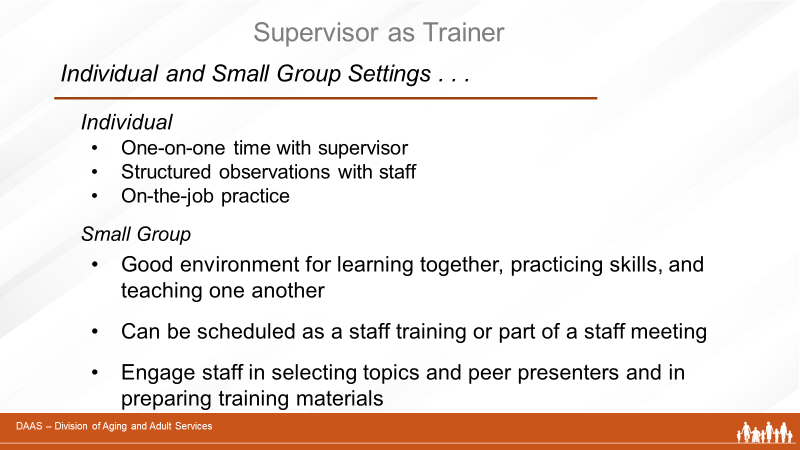 Supervisor as Trainer
Individual and Small Group Settings . . .
Individual
• One-on-one time with supervisor
• Structured observations with staff
• On-the-job practice
Small Group
• Good environment for learning together, practicing skills, and
teaching one another
• Can be scheduled as a staff training or part of a staff meeting
• Engage staff in selecting topics and peer presenters and in
preparing training materials
DAAS – Division of Aging and Adult Services